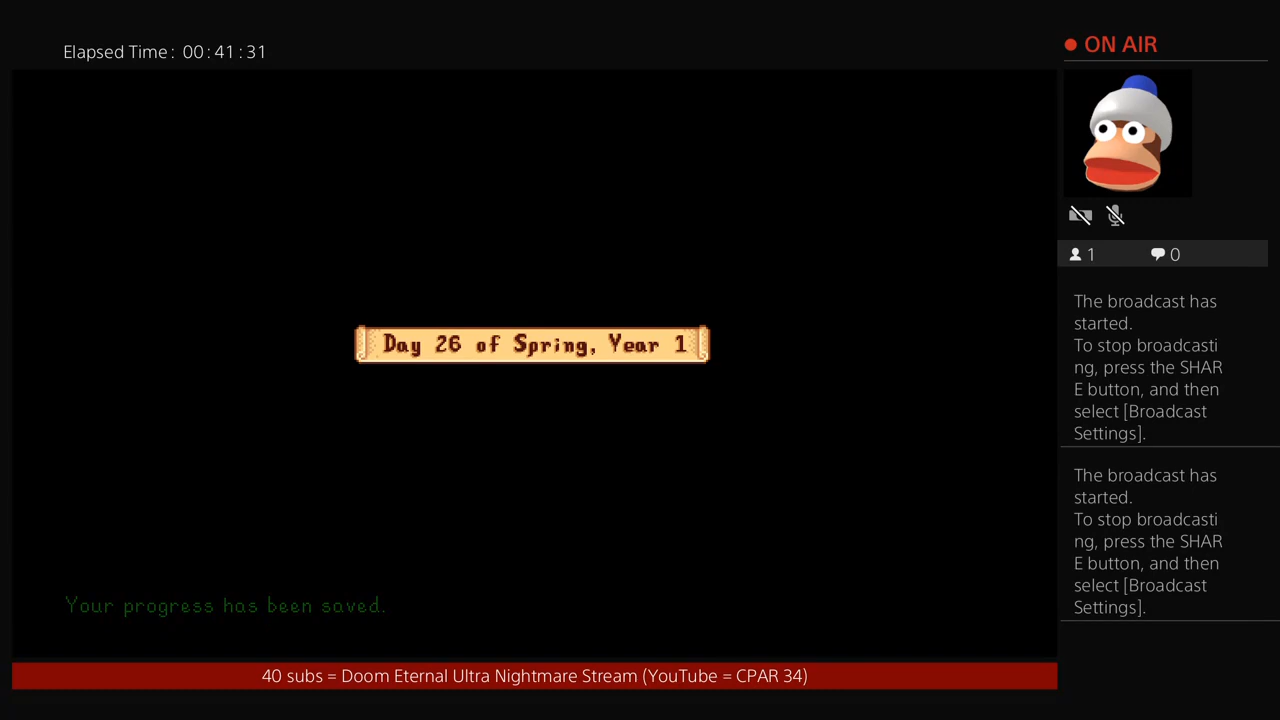 Elapsed Time: 00:41:31
ON AIR
1
0
The broadcast has
started.
To stop broadcasti
ng, press the SHAR
E button, and then
select [Broadcast
Settings].
The broadcast has
started.
To stop broadcasti
ng, press the SHAR
E button, and then
select [Broadcast
Settings].
Day 26 of Spring, Year 1
Your progress has been saved.
40 subs = Doom Eternal Ultra Nightmare Stream (YouTube = CPAR 34)